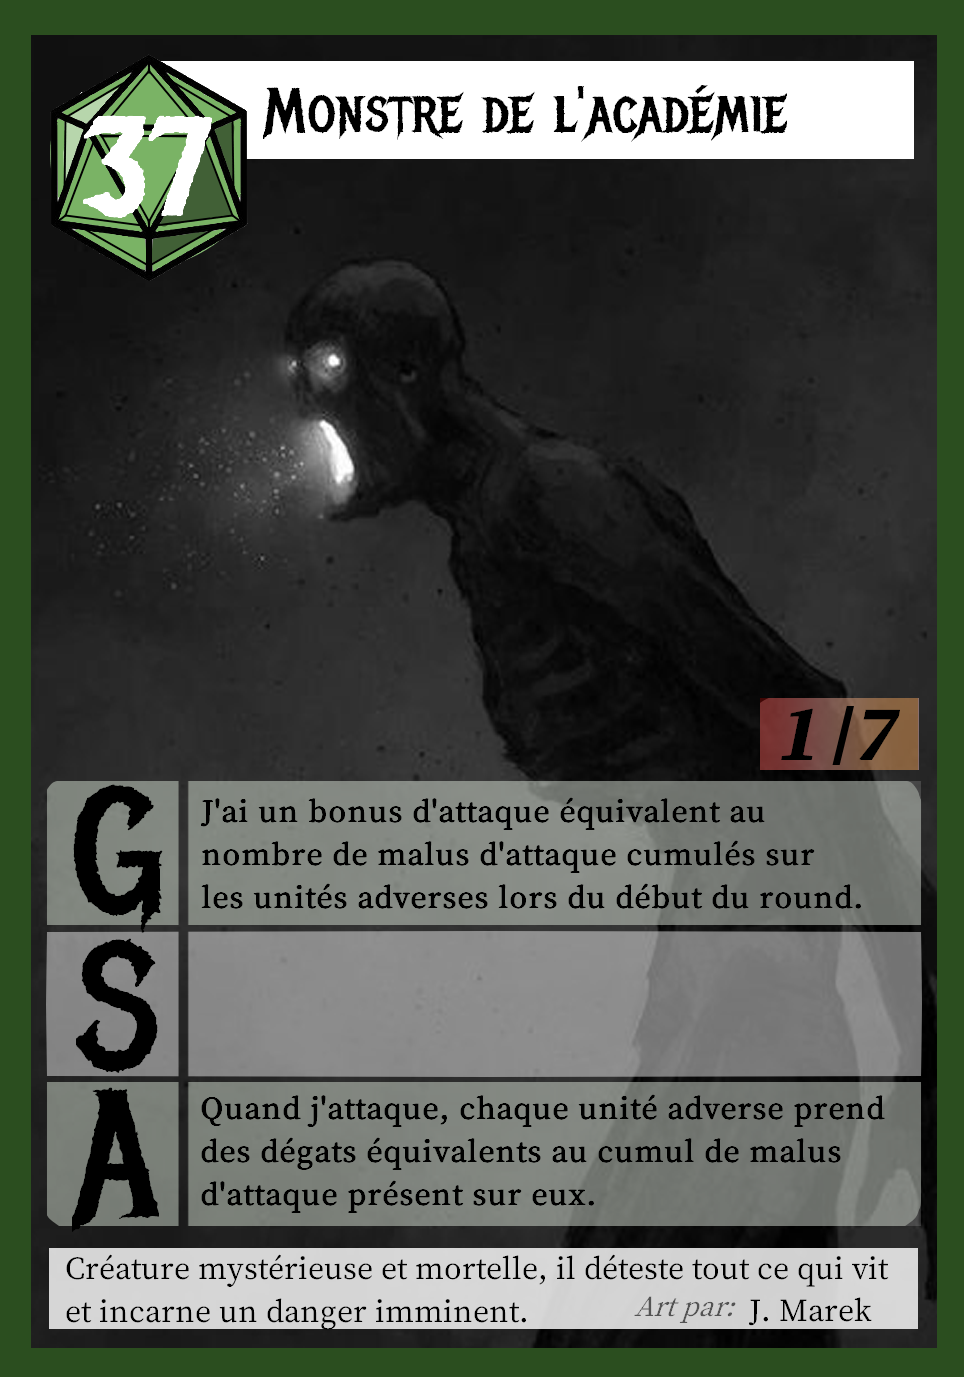 37
Monstre de l'académie
1/7
G
J'ai un bonus d'attaque équivalent au
nombre de malus d'attaque cumulés sur
les unités adverses lors du début du round.
S
A
Quand j'attaque, chaque unité adverse prend
des dégats équivalents au cumul de malus
d'attaque présent sur eux.
Créature mystérieuse et mortelle, il déteste tout ce qui vit
et incarne un danger imminent.
Art par: J. Marek